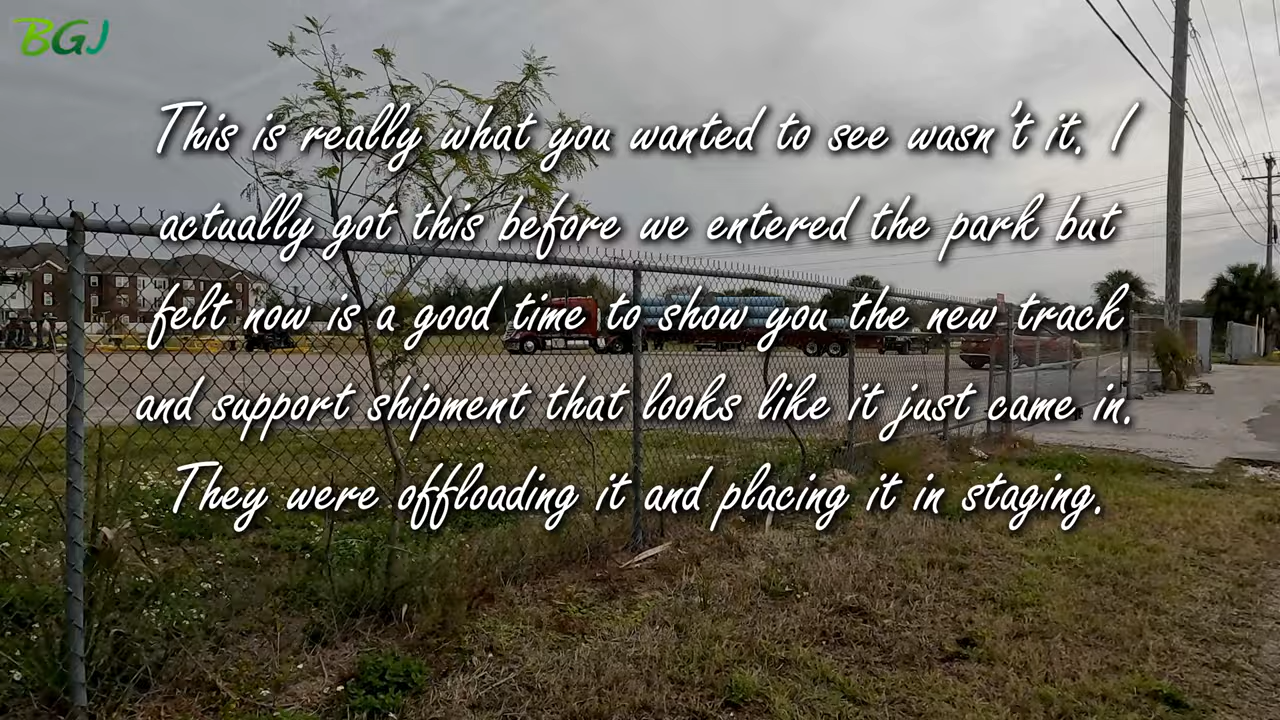 BGJ
This is really what you wanted to see wasn't it. I
actually got this before we entered the park but
felt now is a good time to show you the new track
and support shipment that looks like it just came in.
They were offloading it and placing it in staging.